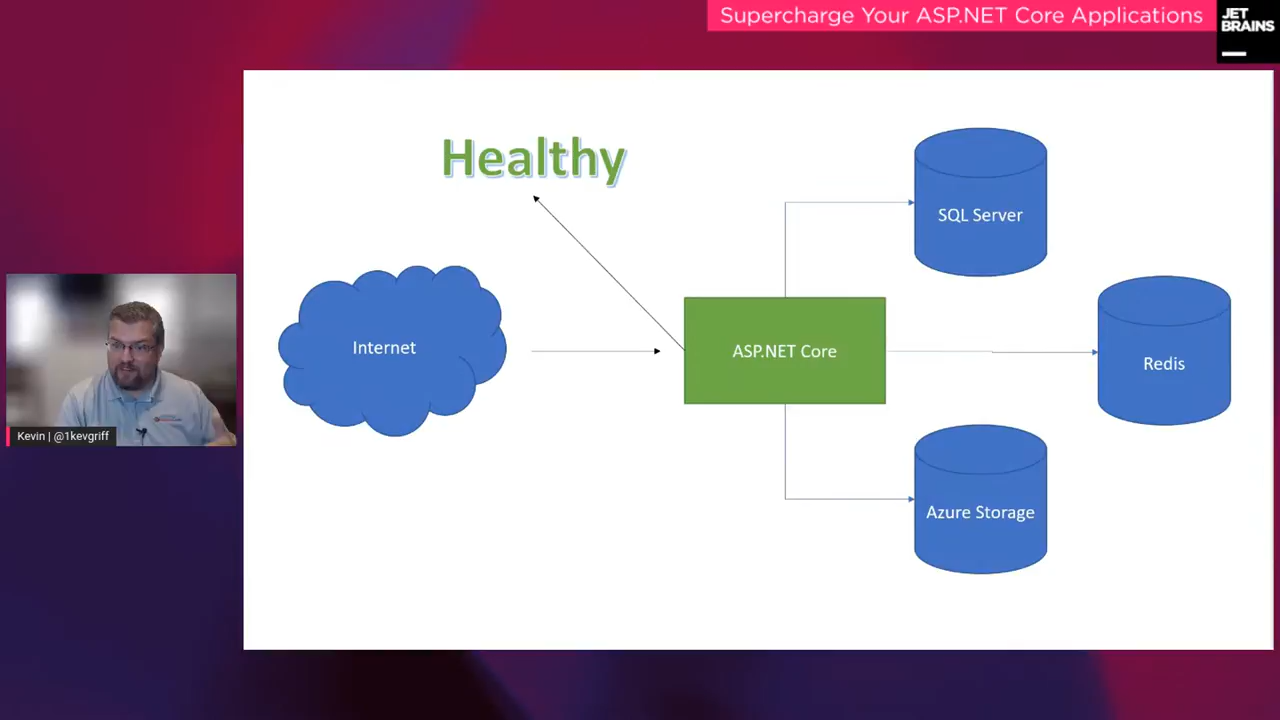 Supercharge Your ASP.NET Core Applications
JET
BRAINS
Healthy
SQL Server
Internet
ASP.NET Core
Redis
Azure Storage
Kevin | @1kevgriff